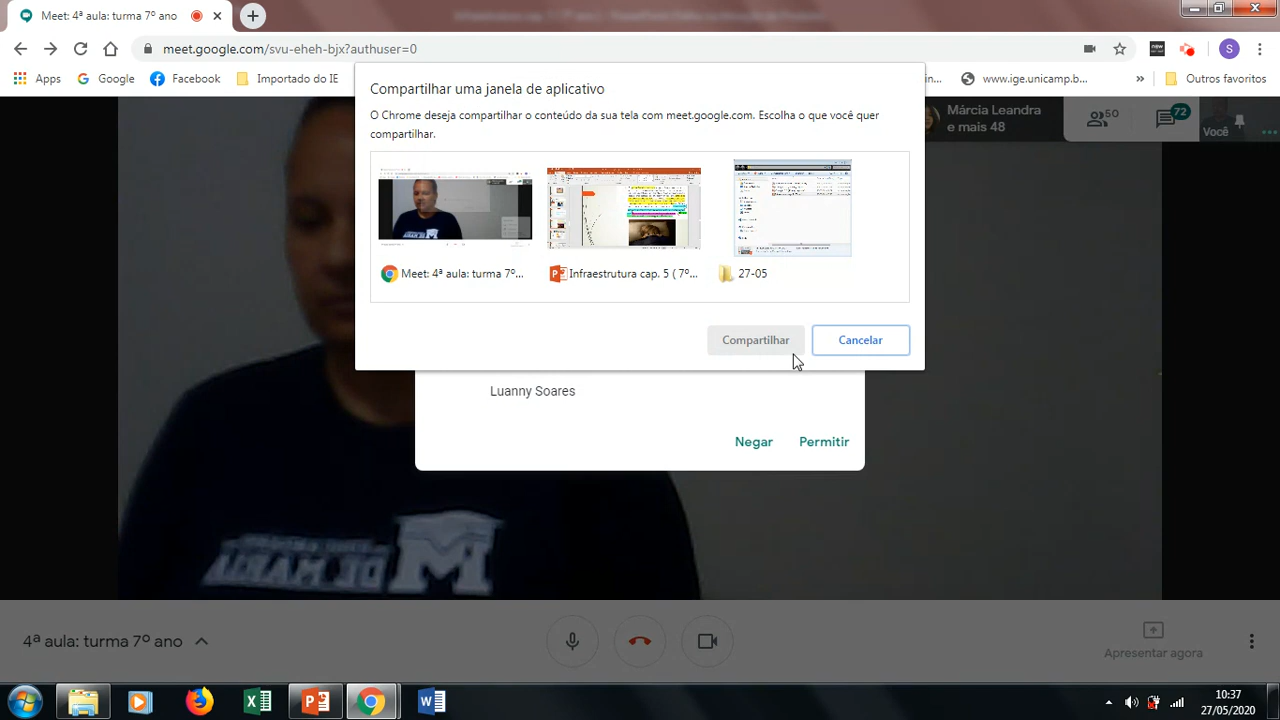 Meet: 4ª aula: turma 7º ano
meet.google.com/svu-eheh-bjx?authuser=0
Apps
Google
Facebook
Importado do IE
in...
www.ige.unicamp.b...
»
Outros favoritos
S
Compartilhar uma janela de aplicativo
O Chrome deseja compartilhar o conteúdo da sua tela com meet.google.com. Escolha o que você quer
compartilhar.
Meet: 4ª aula: turma 7º...
Infraestrutura cap. 5 ( 7º...
27-05
Compartilhar
Cancelar
Márcia Leandra
e mais 48
50
72
Você
Luanny Soares
Negar
Permitir
4ª aula: turma 7º ano
Apresentar agora
10:37
27/05/2020